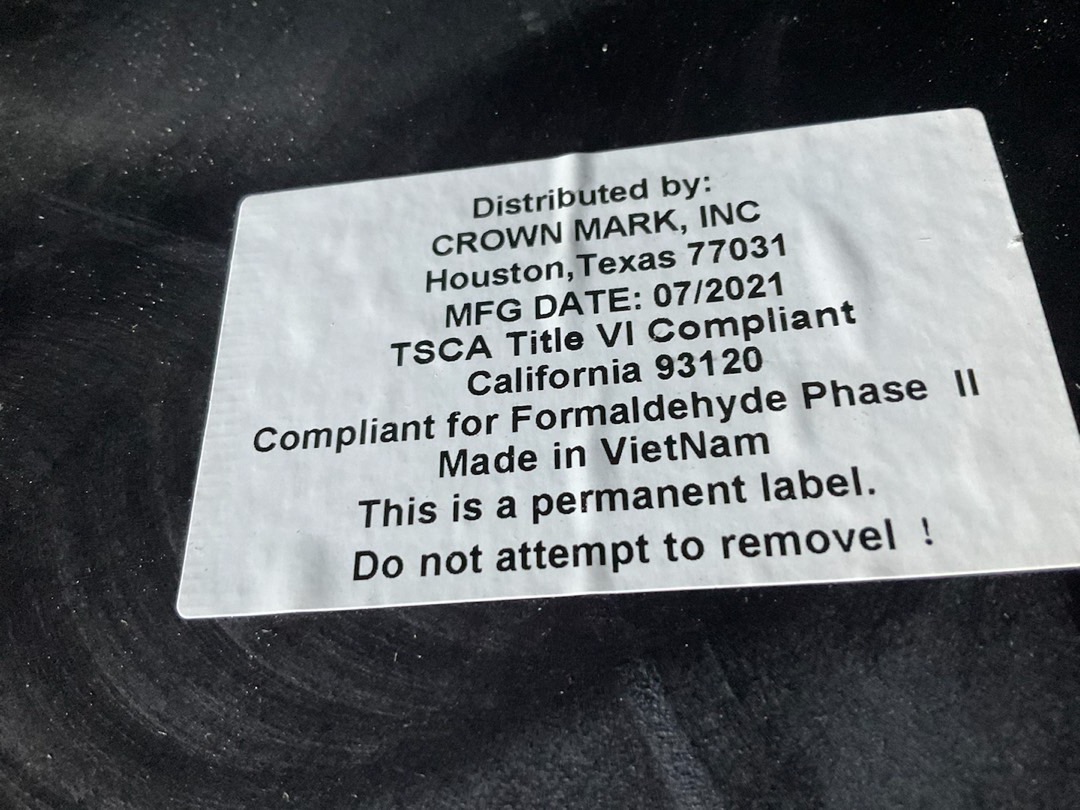 Distributed by:
CROWN MARK, INC
Houston,Texas 77031
MFG DATE: 07/2021
TSCA Title VI Compliant
California 93120
Compliant for Formaldehyde Phase II
Made in VietNam
This is a permanent label.
Do not attempt to removel !